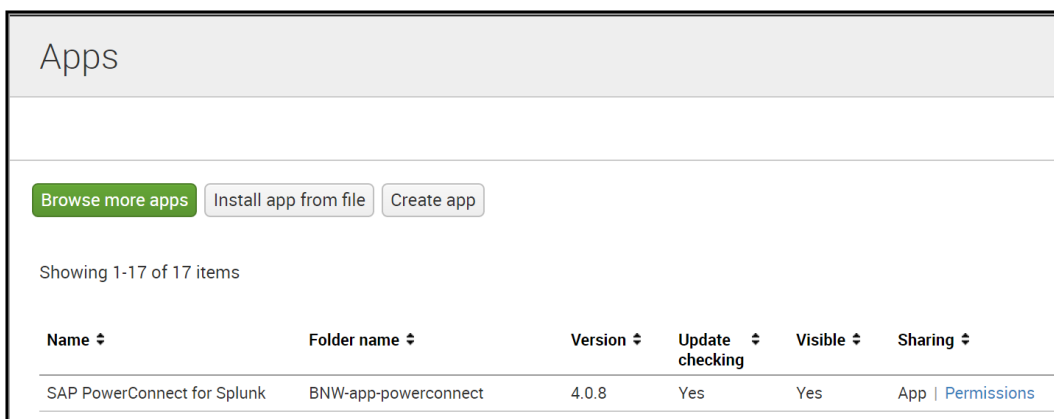 Apps
Browse more apps Install app from file Create app
Showing 1-17 of 17 items
Name Folder name Version Update checking Visible Sharing
SAP PowerConnect for Splunk BNW-app-powerconnect 4.0.8 Yes Yes App | Permissions